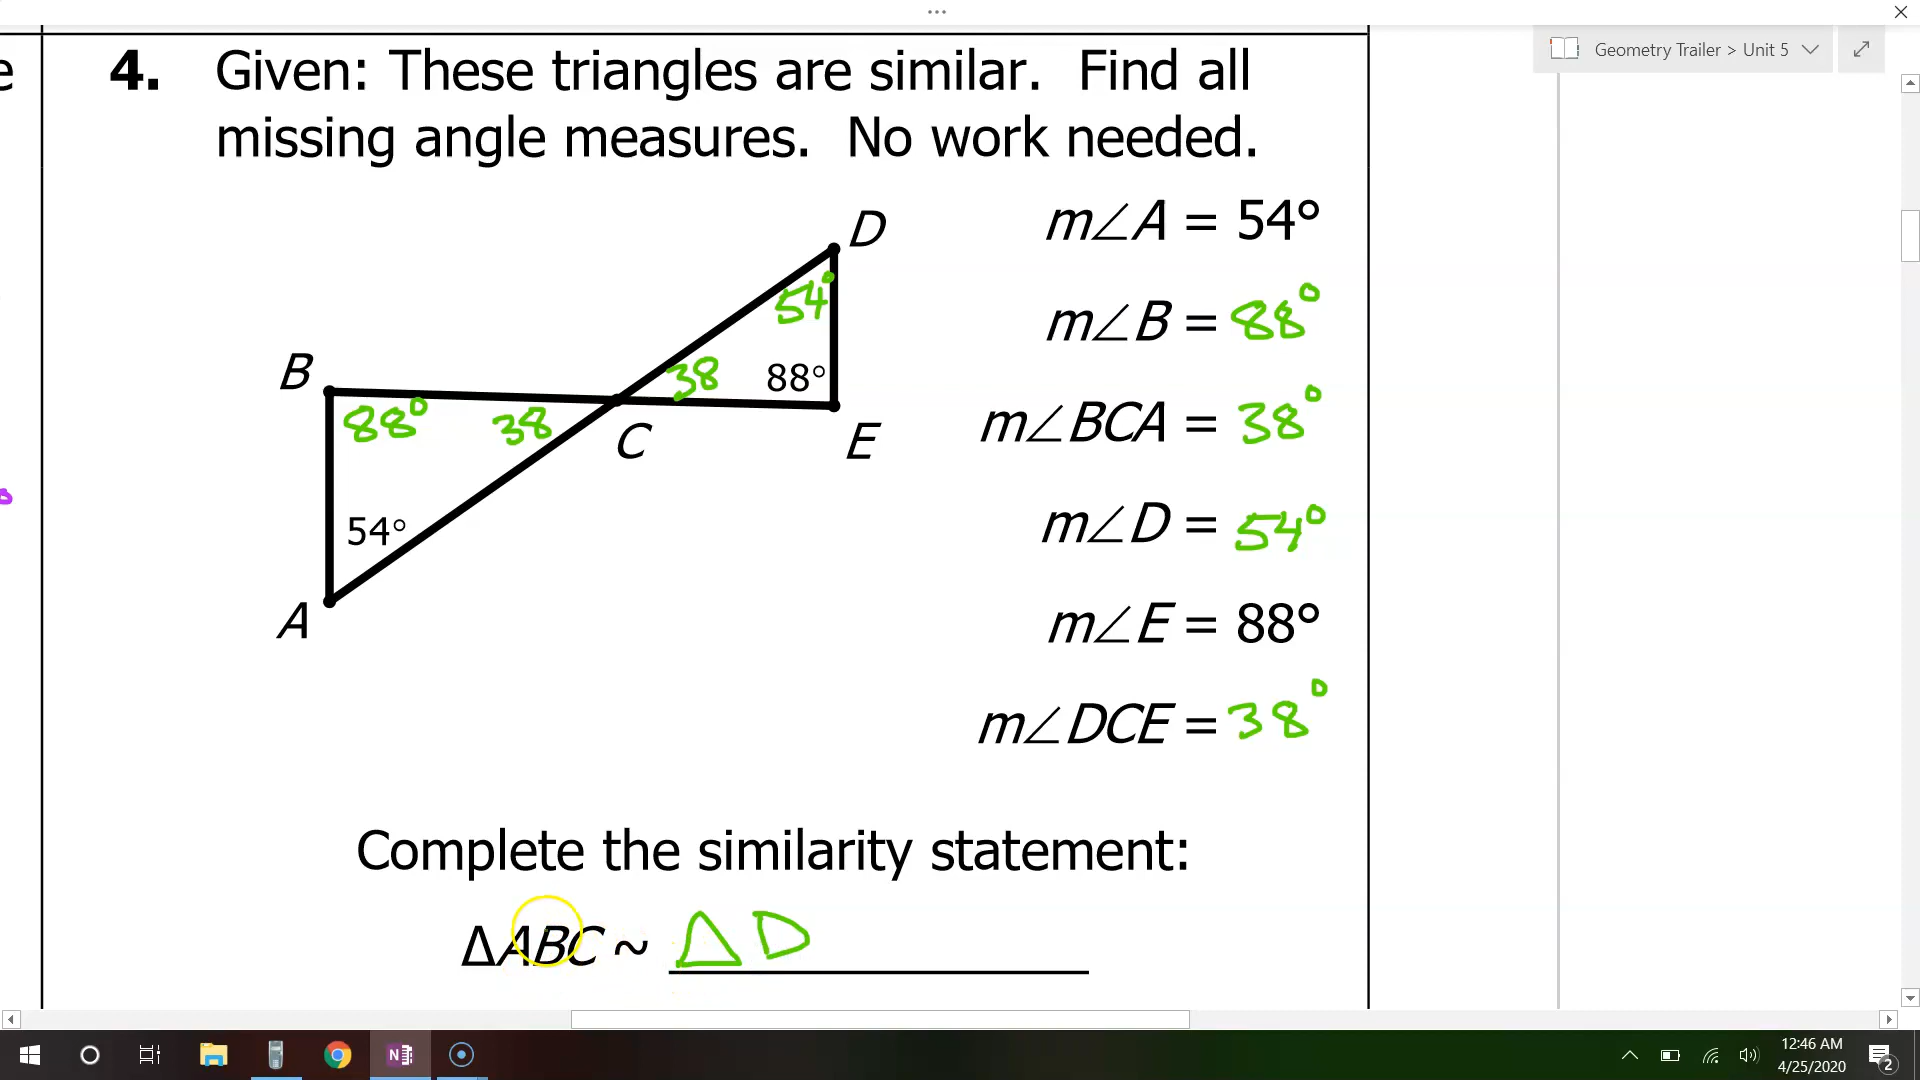 Geometry Trailer > Unit 5
e
4. Given: These triangles are similar. Find all
missing angle measures. No work needed.
D
54°
B
38
88°
88°
38
C
E
54°
A
m∠A = 54°
m∠B = 88°
m∠BCA = 38°
m∠D = 54°
m∠E = 88°
m∠DCE = 38°
Complete the similarity statement:
ΔABC ~ Δ D
12:46 AM
4/25/2020
2